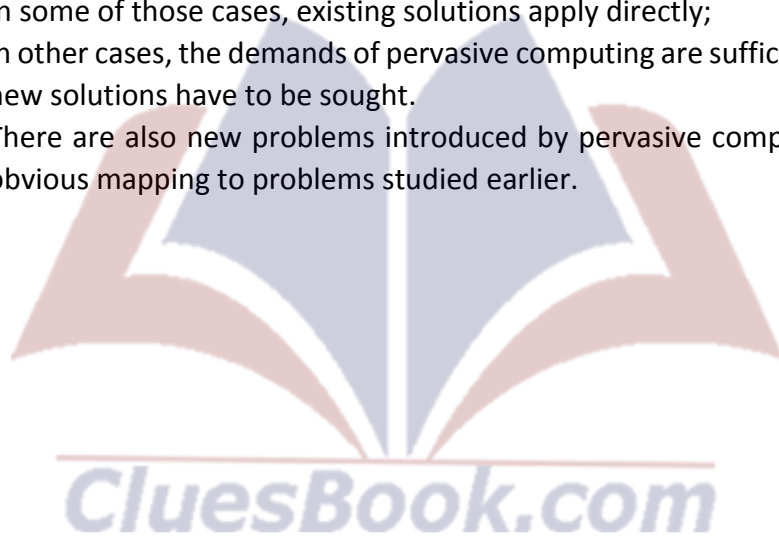 n some of those cases, existing solutions apply directly;
n other cases, the demands of pervasive computing are suffic
new solutions have to be sought.
There are also new problems introduced by pervasive comp
obvious mapping to problems studied earlier.
CluesBook.com